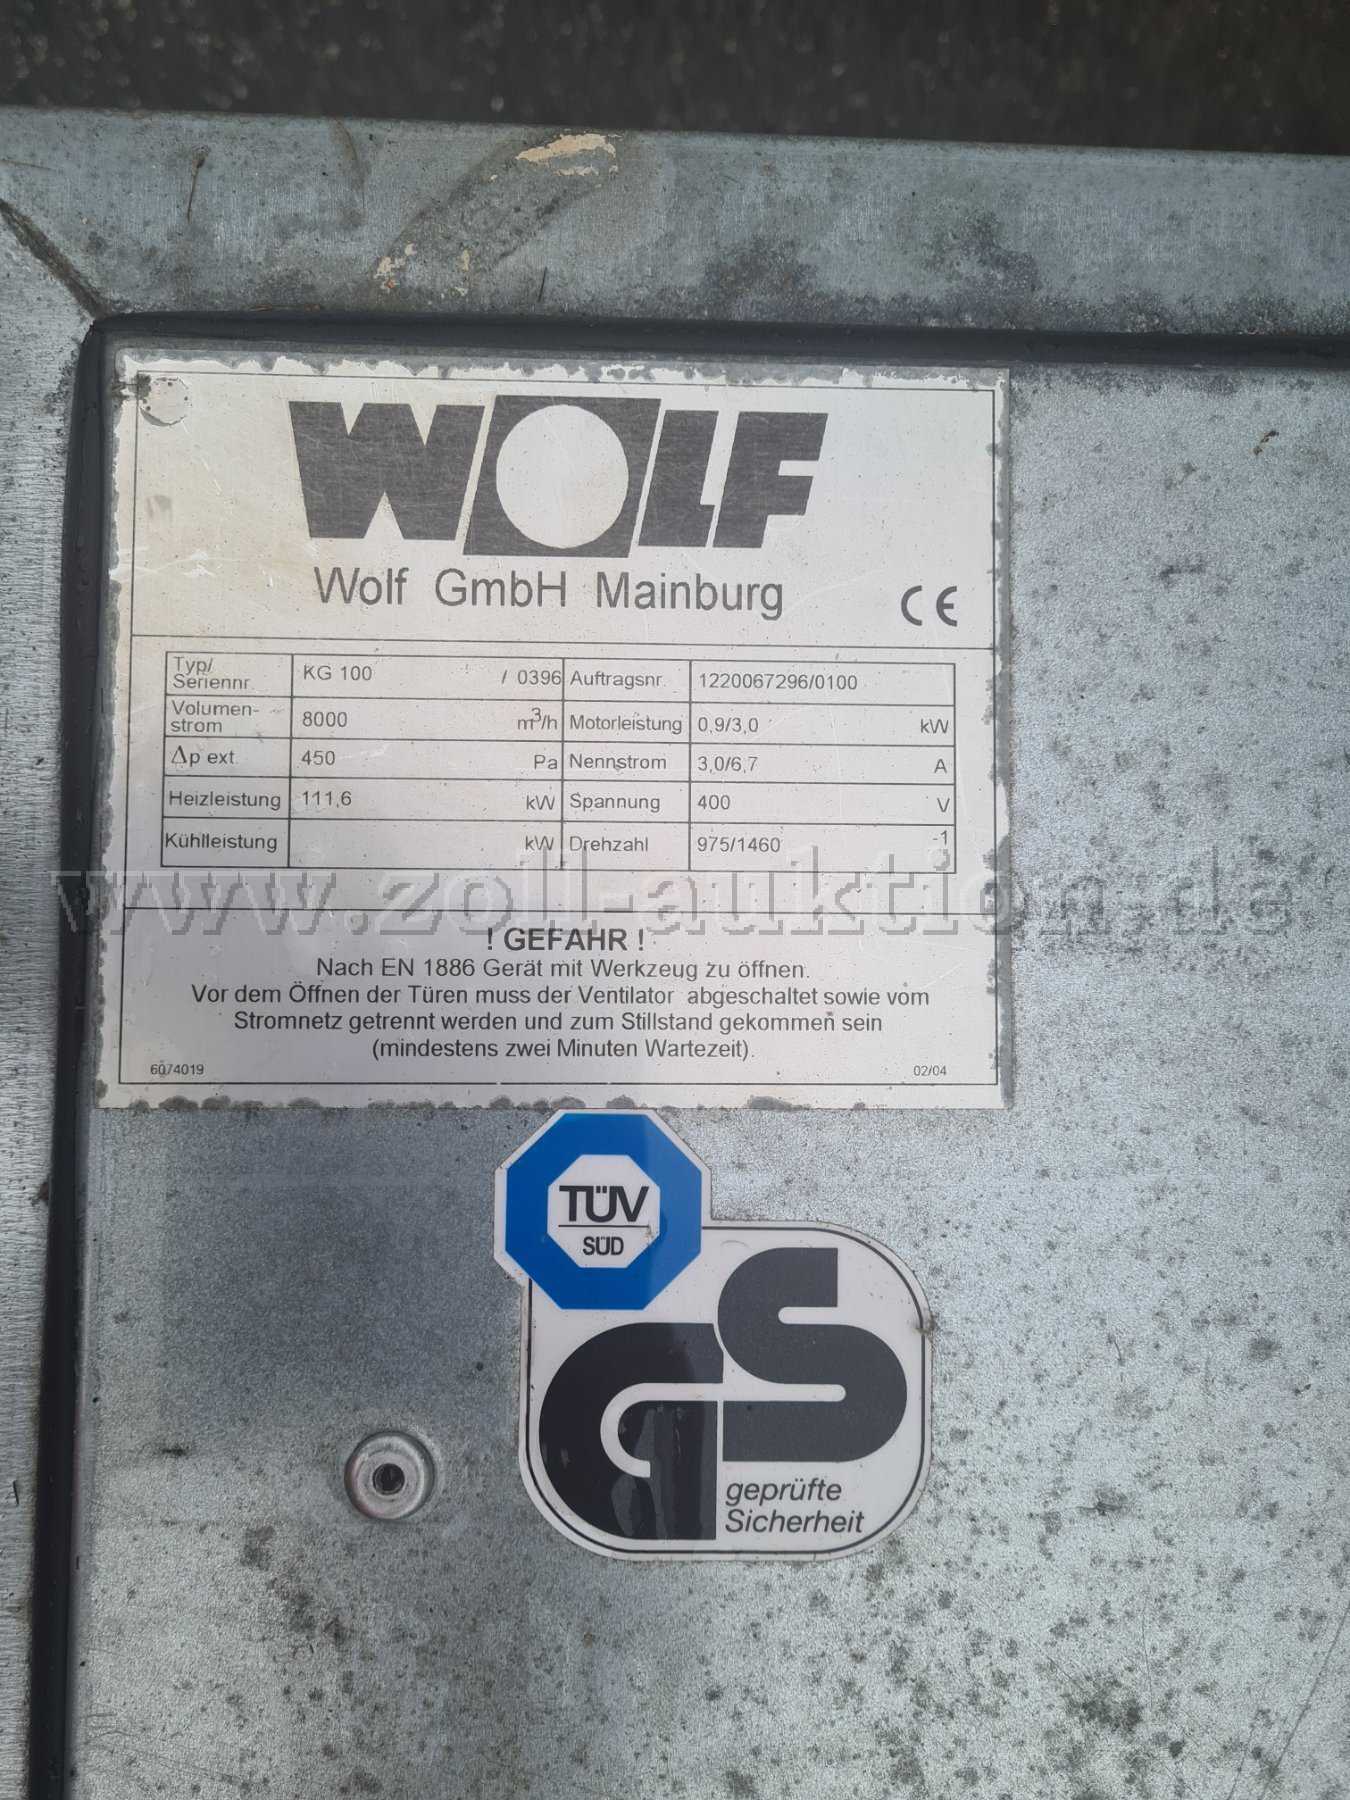 WOLF
Wolf GmbH Mainburg
CE
Typ/ Seriennr. KG 100 / 0396 Auftragsnr. 1220067296/0100
Volumen-strom 8000 m³/h Motorleistung 0,9/3,0 kW
Δp ext. 450 Pa Nennstrom 3,0/6,7 A
Heizleistung 111,6 kW Spannung 400 V
Kühlleistung kW Drehzahl 975/1460 -1
www.zoll-auktion.de
! GEFAHR !
Nach EN 1886 Gerät mit Werkzeug zu öffnen.
Vor dem Öffnen der Türen muss der Ventilator abgeschaltet sowie vom
Stromnetz getrennt werden und zum Stillstand gekommen sein
(mindestens zwei Minuten Wartezeit).
6074019 02/04
TÜV
SÜD
GS
geprüfte
Sicherheit